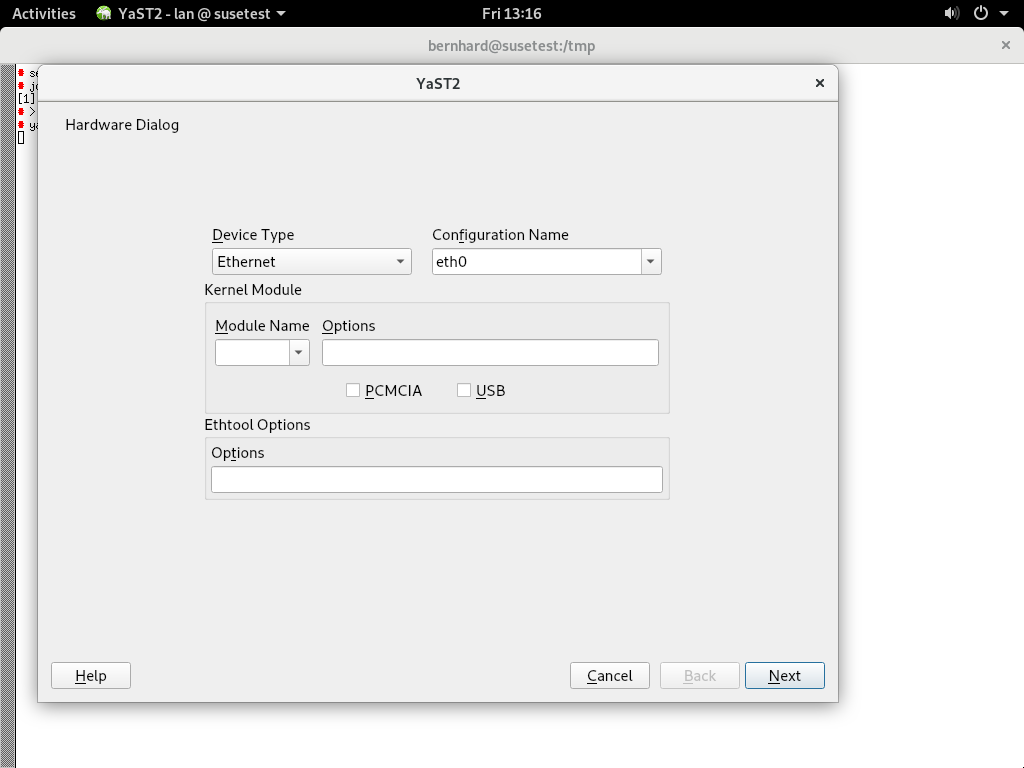 Activities YaST2 - lan @ susetest Fri 13:16
bernhard@susetest:/tmp
YaST2
[1]
>
Hardware Dialog
Device Type Configuration Name
Ethernet eth0
Kernel Module
Module Name Options
PCMCIA USB
Ethtool Options
Options
Help Cancel Back Next